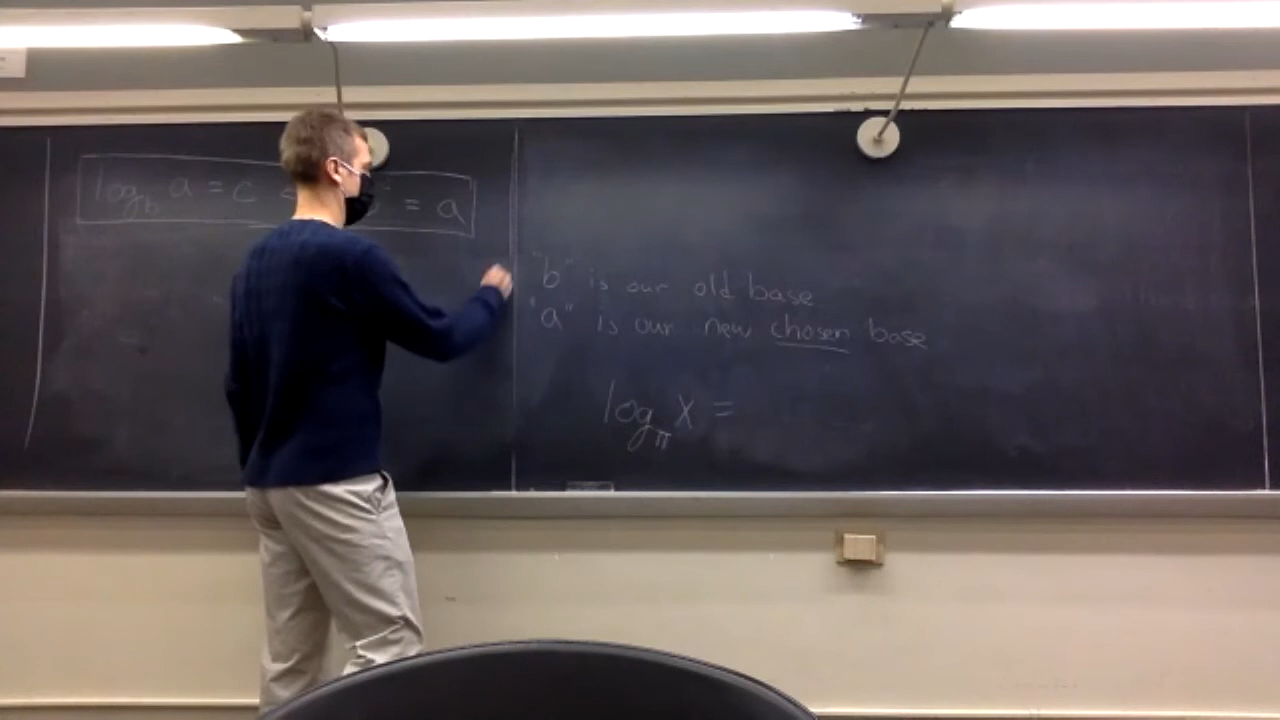 log_b a = c = a
"b" is our old base
"a" is our new chosen base
log_π x =